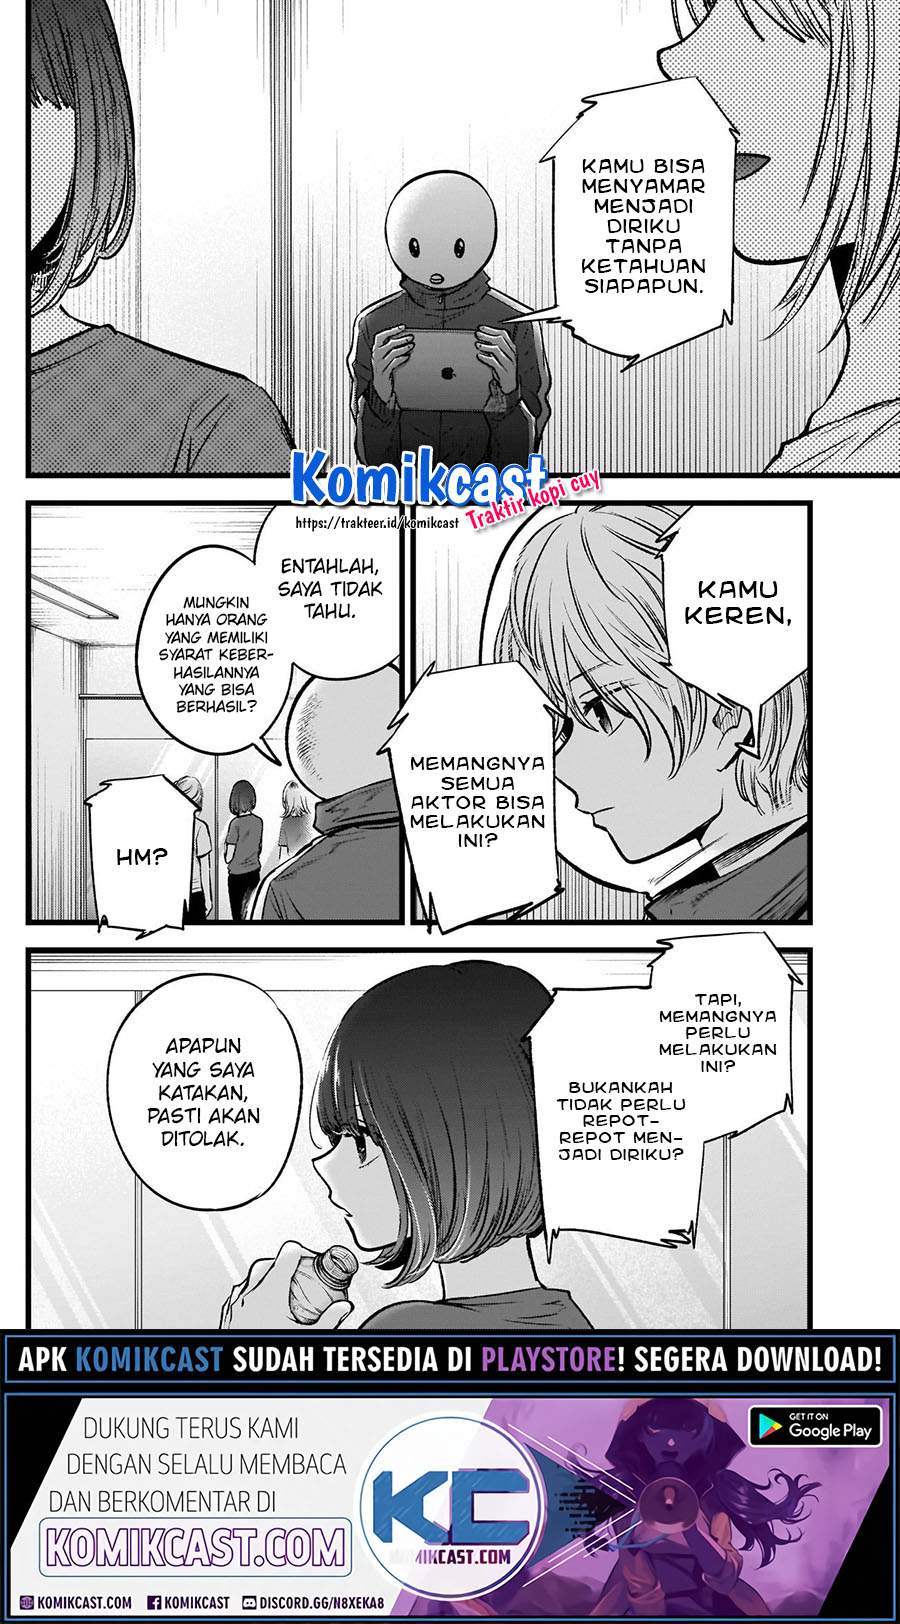 KAMU BISA
MENYAMAR
MENJADI
DIRIKU
TANPA
KETAHUAN
SIAPAPUN.
Komikcast
Traktir kopi cuy
https://trakteer.id/komikcast
KAMU
KEREN,
MEMANGNYA
SEMUA
AKTOR BISA
MELAKUKAN
INI?
ENTAHLAH,
SAYA TIDAK
TAHU.
MUNGKIN
HANYA ORANG
YANG MEMILIKI
SYARAT KEBER-
HASILANNYA
YANG BISA
BERHASIL?
HM?
TAPI,
MEMANGNYA
PERLU
MELAKUKAN
INI?
BUKANKAH
TIDAK PERLU
REPOT-
REPOT MEN-
JADI DIRIKU?
APAPUN
YANG SAYA
KATAKAN,
PASTI AKAN
DITOLAK.
APK KOMIKCAST SUDAH TERSEDIA DI PLAYSTORE! SEGERA DOWNLOAD!
DUKUNG TERUS KAMI
DENGAN SELALU MEMBACA
DAN BERKOMENTAR DI
KOMIKCAST.COM
KC
KOMIKCAST.COM
GET IT ON
Google Play
KOMIKCAST.COM KOMIKCAST DISCORD.GG/N8XEKA8